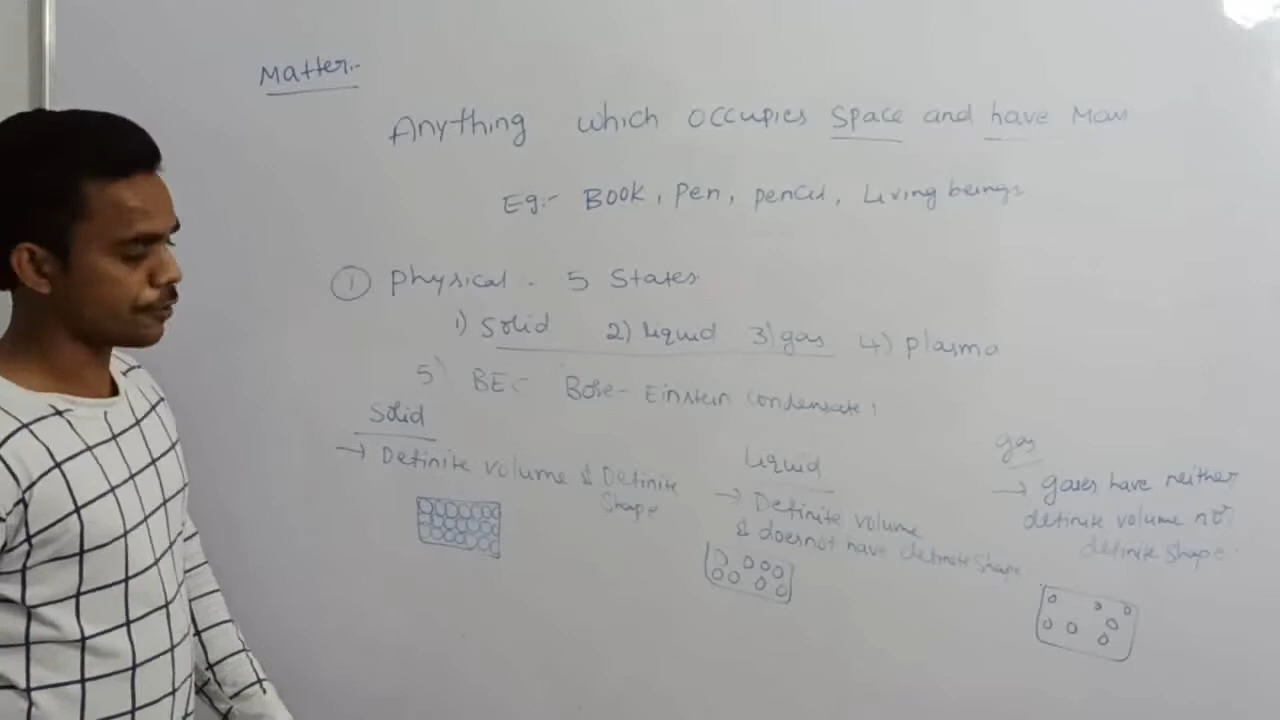 Matter:-
Anything which occupies space and have Mass
Eg:- Book, Pen, pencil, Living beings
① Physical - 5 States
1) Solid 2) Liquid 3) gas 4) plasma
5) BEC - Bose-Einstein condensate
Solid
→ Definite volume & Definite
Shape
Liquid
→ Definite volume
& doesnot have definite shape
gas
→ gases have neither
definite volume nor
definite shape.